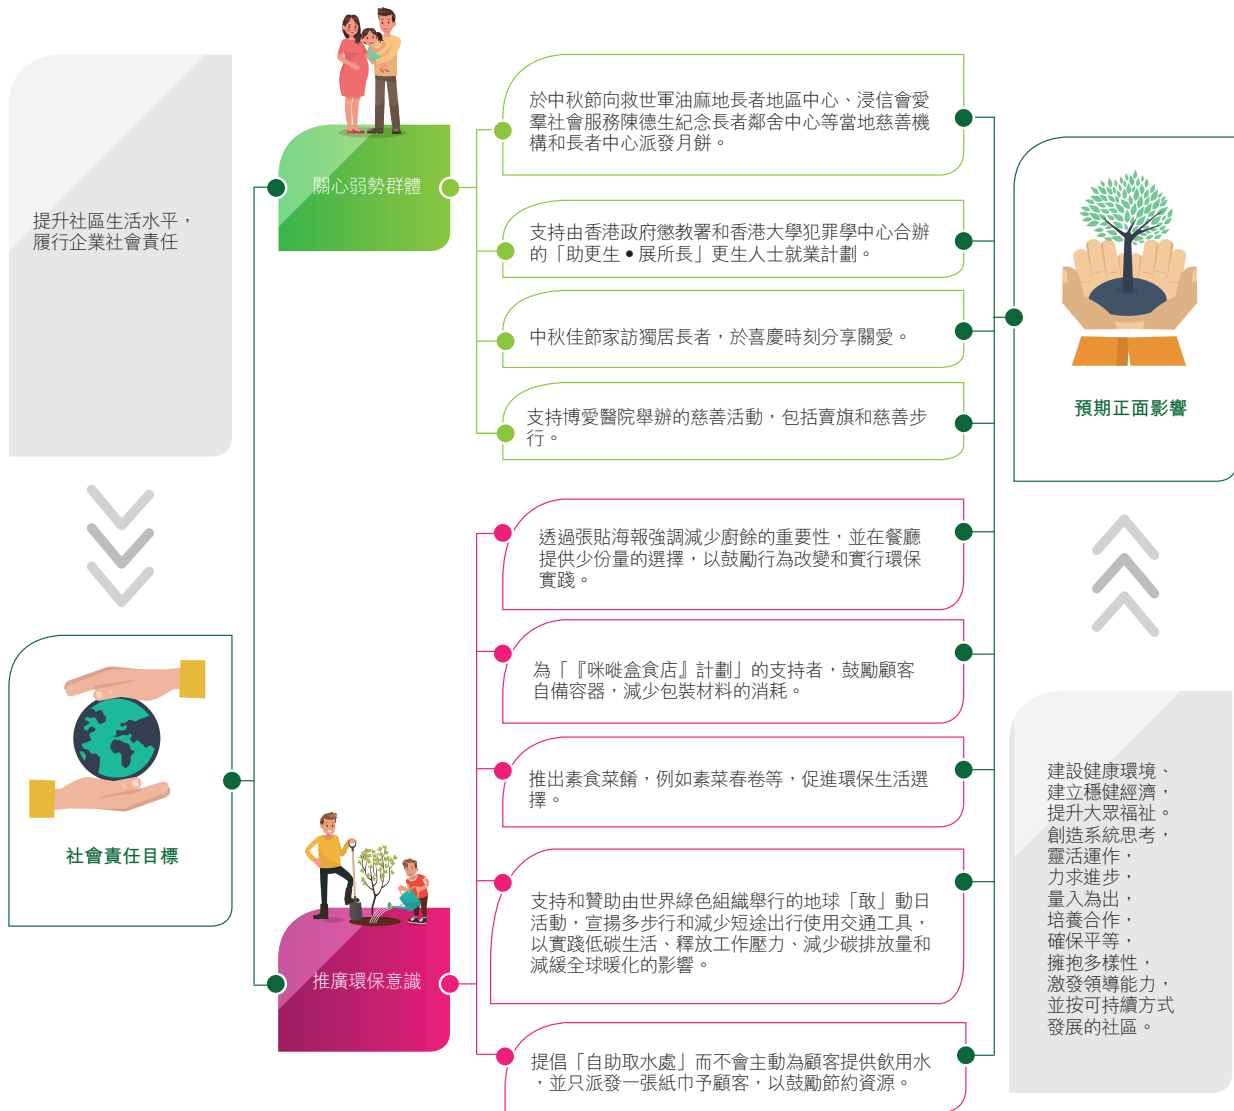 提升社區生活水平，
履行企業社會責任
社會責任目標
關心弱勢群體
於中秋節向救世軍油麻地長者地區中心、浸信會愛
羣社會服務陳德生紀念長者鄰舍中心等當地慈善機
構和長者中心派發月餅。
支持由香港政府懲教署和香港大學犯罪學中心合辦
的「助更生•展所長」更生人士就業計劃。
中秋佳節家訪獨居長者，於喜慶時刻分享關愛。
支持博愛醫院舉辦的慈善活動，包括賣旗和慈善步
行。
推廣環保意識
透過張貼海報強調減少廚餘的重要性，並在餐廳
提供少份量的選擇，以鼓勵行為改變和實行環保
實踐。
為「『咪嘥盒食店』計劃」的支持者，鼓勵顧客
自備容器，減少包裝材料的消耗。
推出素食菜餚，例如素菜春卷等，促進環保生活選
擇。
支持和贊助由世界綠色組織舉行的地球「敢」動日
活動，宣揚多步行和減少短途出行使用交通工具，
以實踐低碳生活、釋放工作壓力、減少碳排放量和
減緩全球暖化的影響。
提倡「自助取水處」而不會主動為顧客提供飲用水
，並只派發一張紙巾予顧客，以鼓勵節約資源。
預期正面影響
建設健康環境、
建立穩健經濟，
提升大眾福祉。
創造系統思考，
靈活運作，
力求進步，
量入為出，
培養合作，
確保平等，
擁抱多樣性，
激發領導能力，
並按可持續方式
發展的社區。